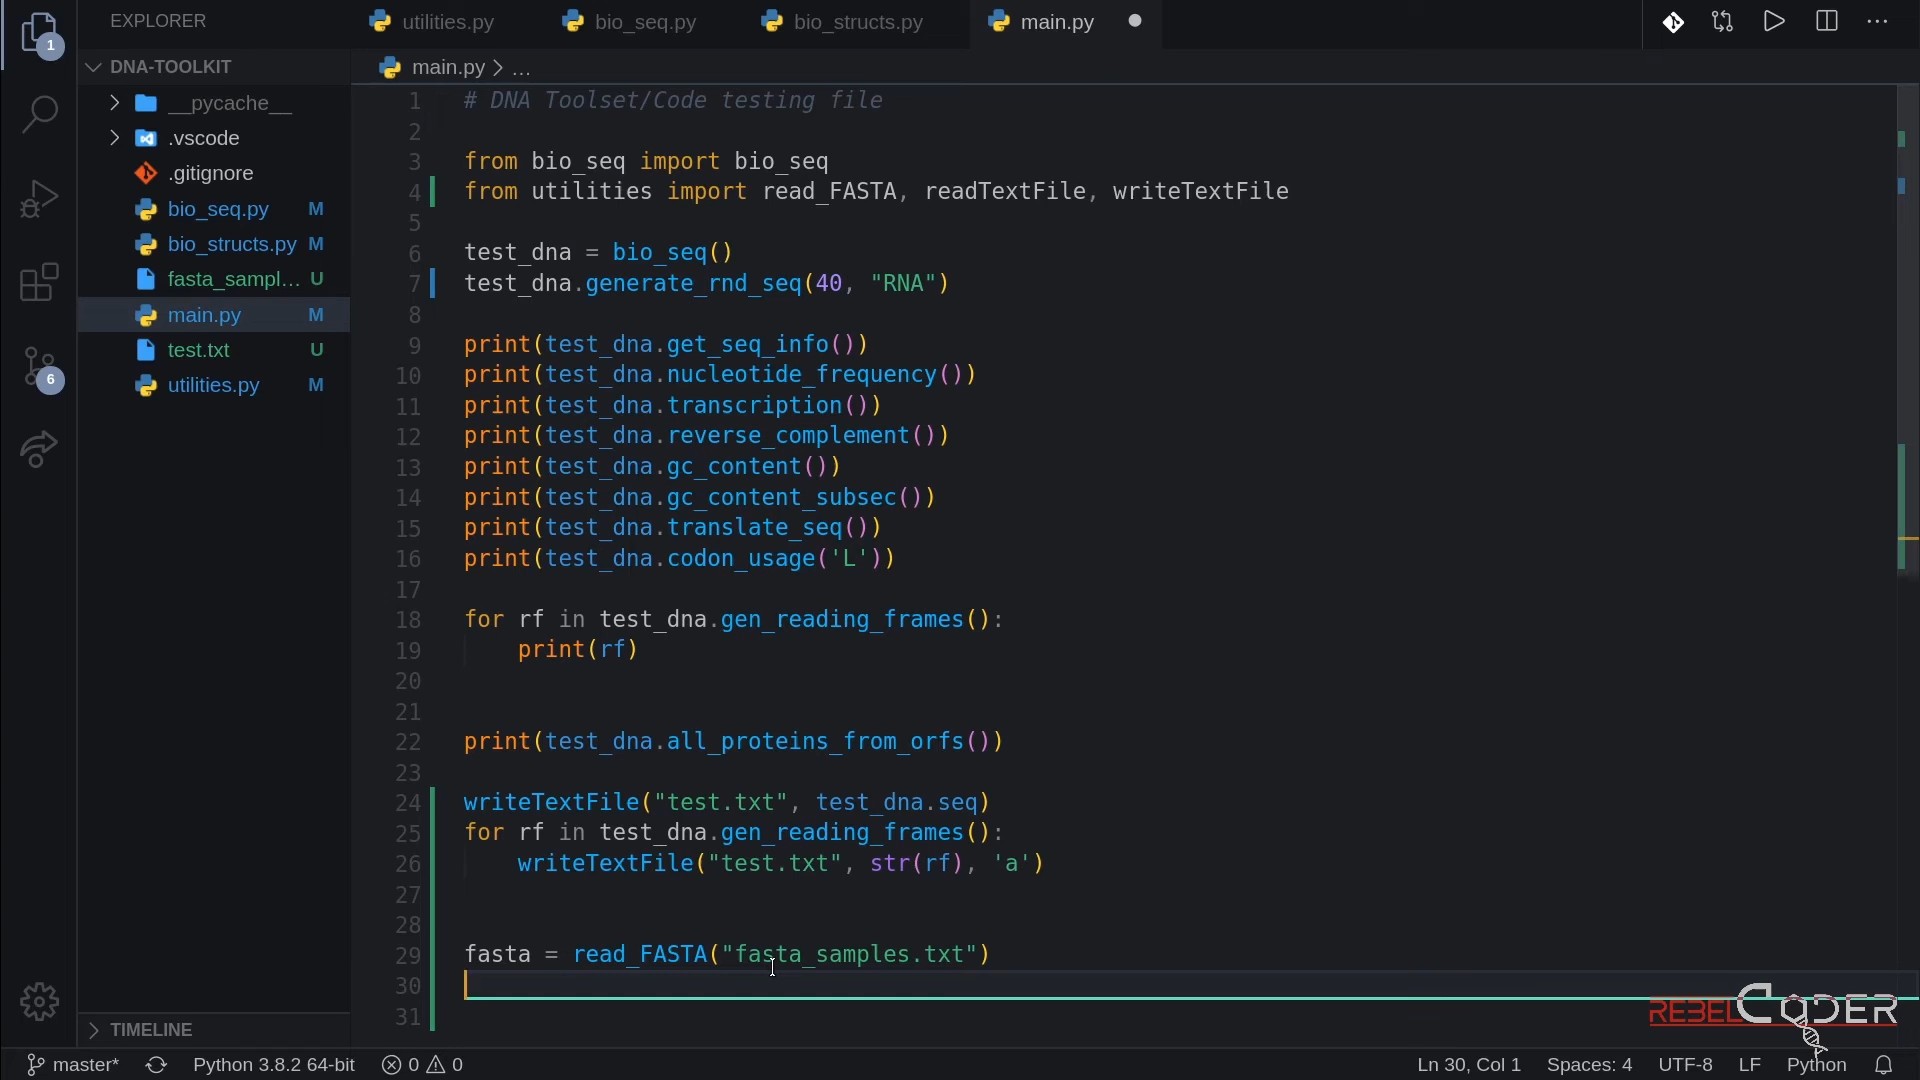 EXPLORER
utilities.py
bio_seq.py
bio_structs.py
main.py
1
DNA-TOOLKIT
main.py > ...
__pycache__
.vscode
.gitignore
bio_seq.py M
bio_structs.py M
fasta_sampl... U
main.py M
test.txt U
utilities.py M
6
1 # DNA Toolset/Code testing file
2
3 from bio_seq import bio_seq
4 from utilities import read_FASTA, readTextFile, writeTextFile
5
6 test_dna = bio_seq()
7 test_dna.generate_rnd_seq(40, "RNA")
8
9 print(test_dna.get_seq_info())
10 print(test_dna.nucleotide_frequency())
11 print(test_dna.transcription())
12 print(test_dna.reverse_complement())
13 print(test_dna.gc_content())
14 print(test_dna.gc_content_subsec())
15 print(test_dna.translate_seq())
16 print(test_dna.codon_usage('L'))
17
18 for rf in test_dna.gen_reading_frames():
19 print(rf)
20
21
22 print(test_dna.all_proteins_from_orfs())
23
24 writeTextFile("test.txt", test_dna.seq)
25 for rf in test_dna.gen_reading_frames():
26 writeTextFile("test.txt", str(rf), 'a')
27
28
29 fasta = read_FASTA("fasta_samples.txt")
30
31
REBELCODER
TIMELINE
master* Python 3.8.2 64-bit 0 0 Ln 30, Col 1 Spaces: 4 UTF-8 LF Python